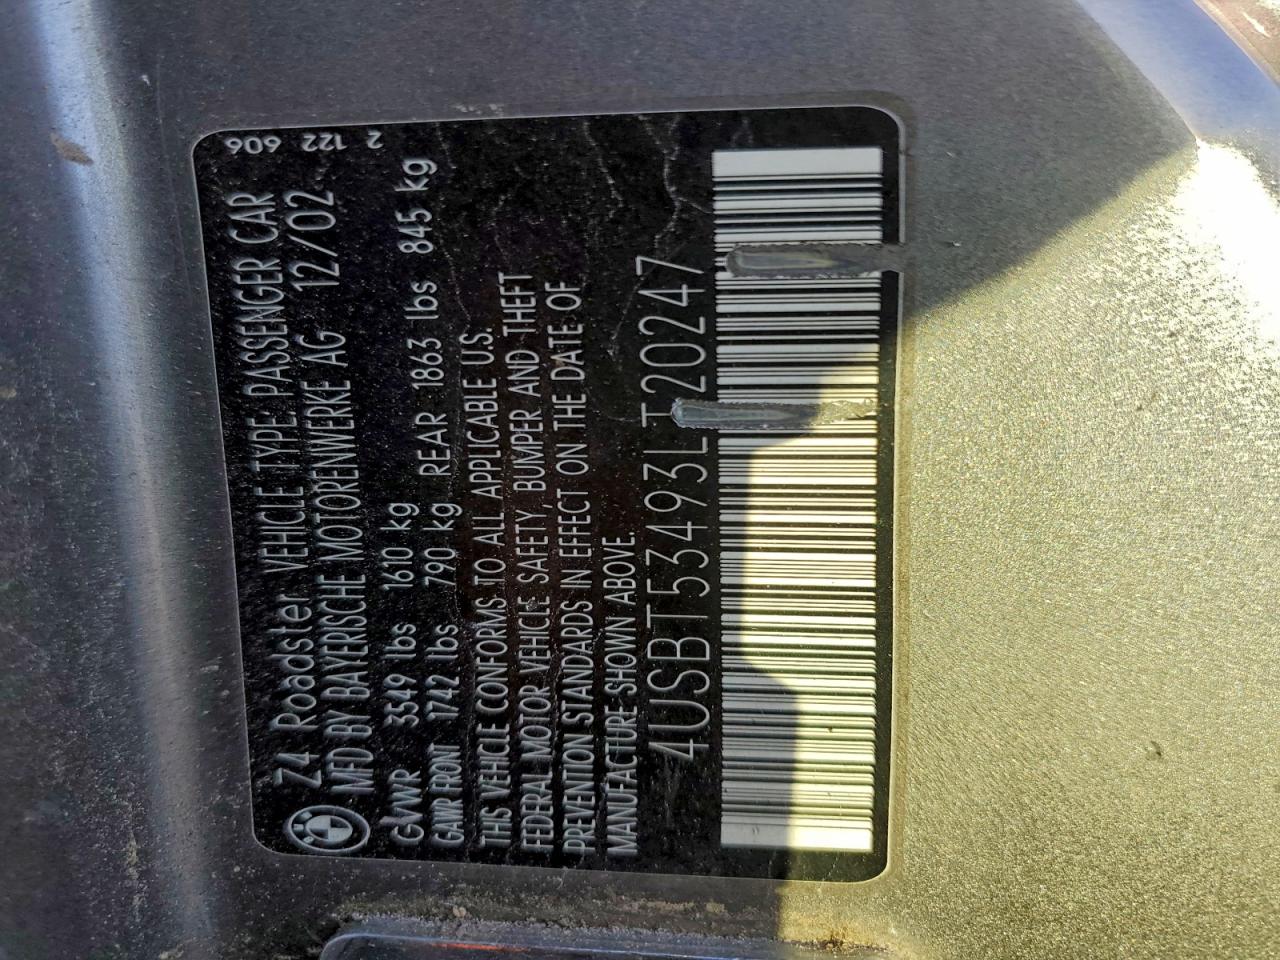 Z4 Roadster VEHICLE TYPE: PASSENGER CAR 606
MFD BY BAYERISCHE MOTORENWERKE AG 12/02 122
GVWR 3549 lbs 1610 kg 2
GAWR FRONT 1742 lbs 790 kg REAR 1863 lbs 845 kg
THIS VEHICLE CONFORMS TO ALL APPLICABLE U.S.
FEDERAL MOTOR VEHICLE SAFETY, BUMPER AND THEFT
PREVENTION STANDARDS IN EFFECT ON THE DATE OF
MANUFACTURE SHOWN ABOVE.
4USBT53493LT20247